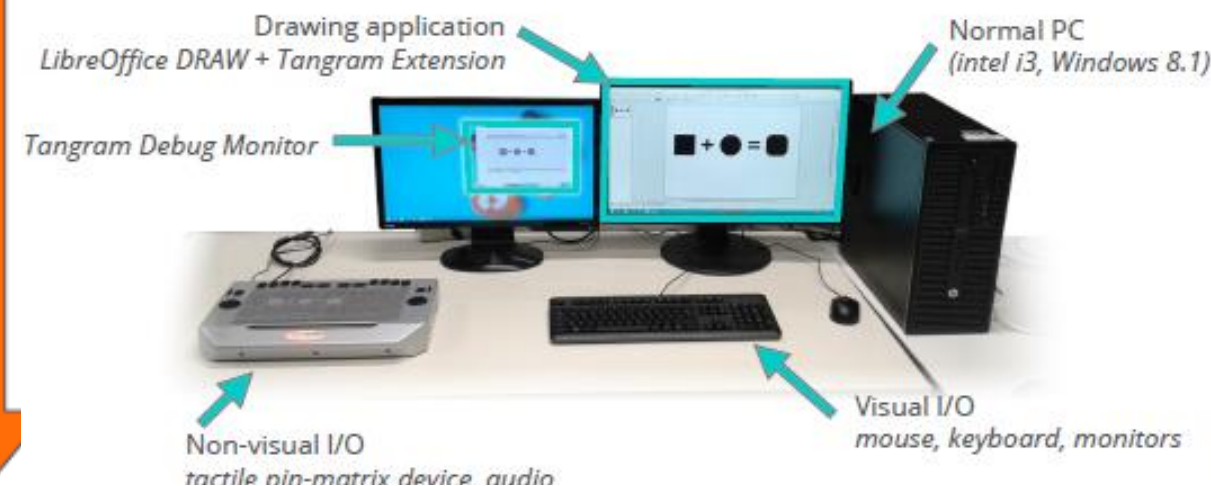 Drawing application
LibreOffice DRAW + Tangram Extension
Normal PC
(intel i3, Windows 8.1)
Tangram Debug Monitor
■ + ● =
Visual I/O
mouse, keyboard, monitors
Non-visual I/O
tactile pin-matrix device, audio